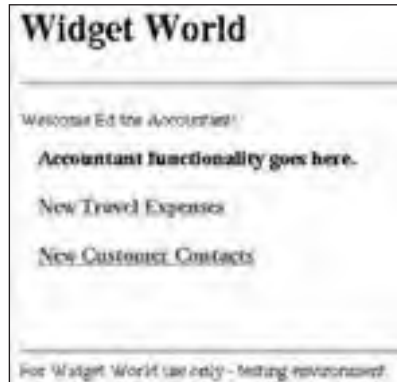 Widget World
Welcome Ed the Accountant!
Accountant functionality goes here.
New Travel Expenses
New Customer Contacts
For Widget World use only - testing environment.